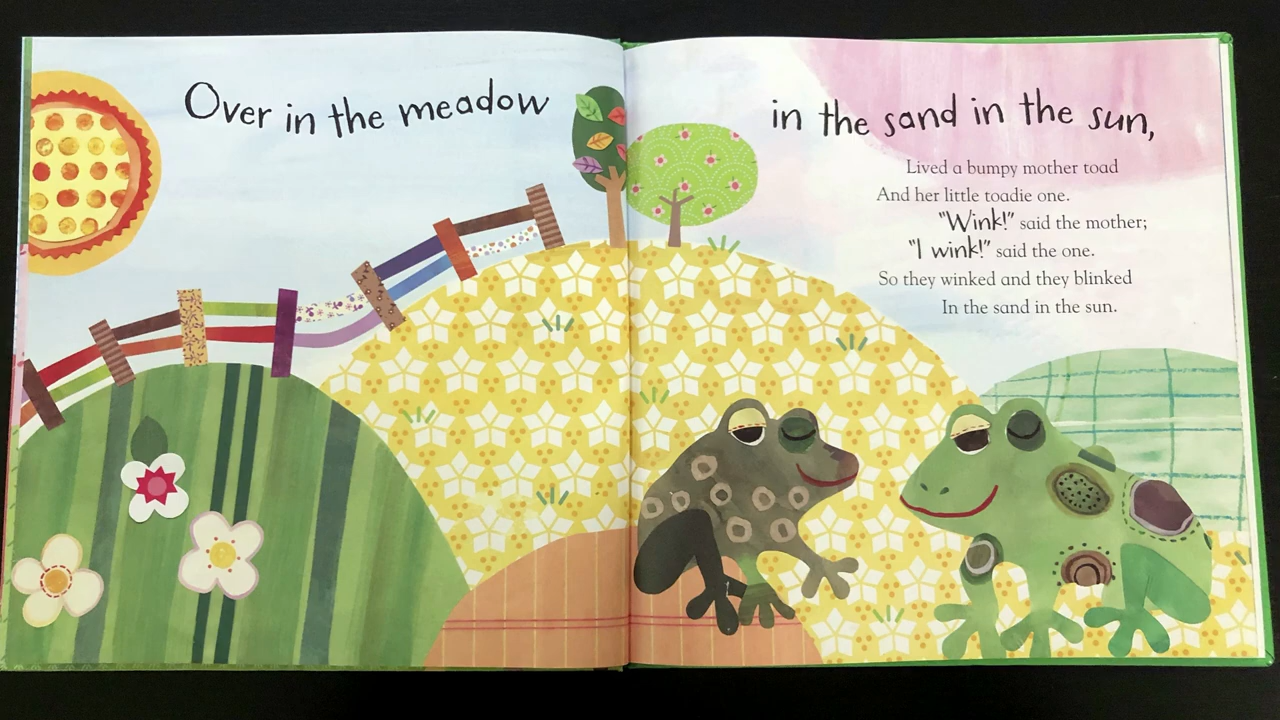 Over in the meadow
in the sand in the sun,
Lived a bumpy mother toad
And her little toadie one.
“Wink!” said the mother;
“I wink!” said the one.
So they winked and they blinked
In the sand in the sun.